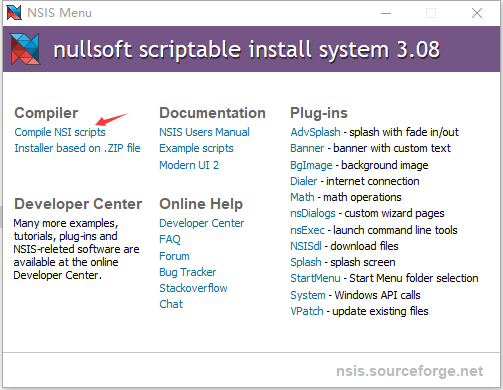 NSIS Menu
nullsoft scriptable install system 3.08
Compiler
Compile NSI scripts
Installer based on .ZIP file
Developer Center
Many more examples,
tutorials, plug-ins and
NSIS-releted software are
available at the online
Developer Center.
Documentation
NSIS Users Manual
Example scripts
Modern UI 2
Online Help
Developer Center
FAQ
Forum
Bug Tracker
Stackoverflow
Chat
Plug-ins
AdvSplash - splash with fade in/out
Banner - banner with custom text
BgImage - background image
Dialer - internet connection
Math - math operations
nsDialogs - custom wizard pages
nsExec - launch command line tools
NSISdl - download files
Splash - splash screen
StartMenu - Start Menu folder selection
System - Windows API calls
VPatch - update existing files
nsis.sourceforge.net